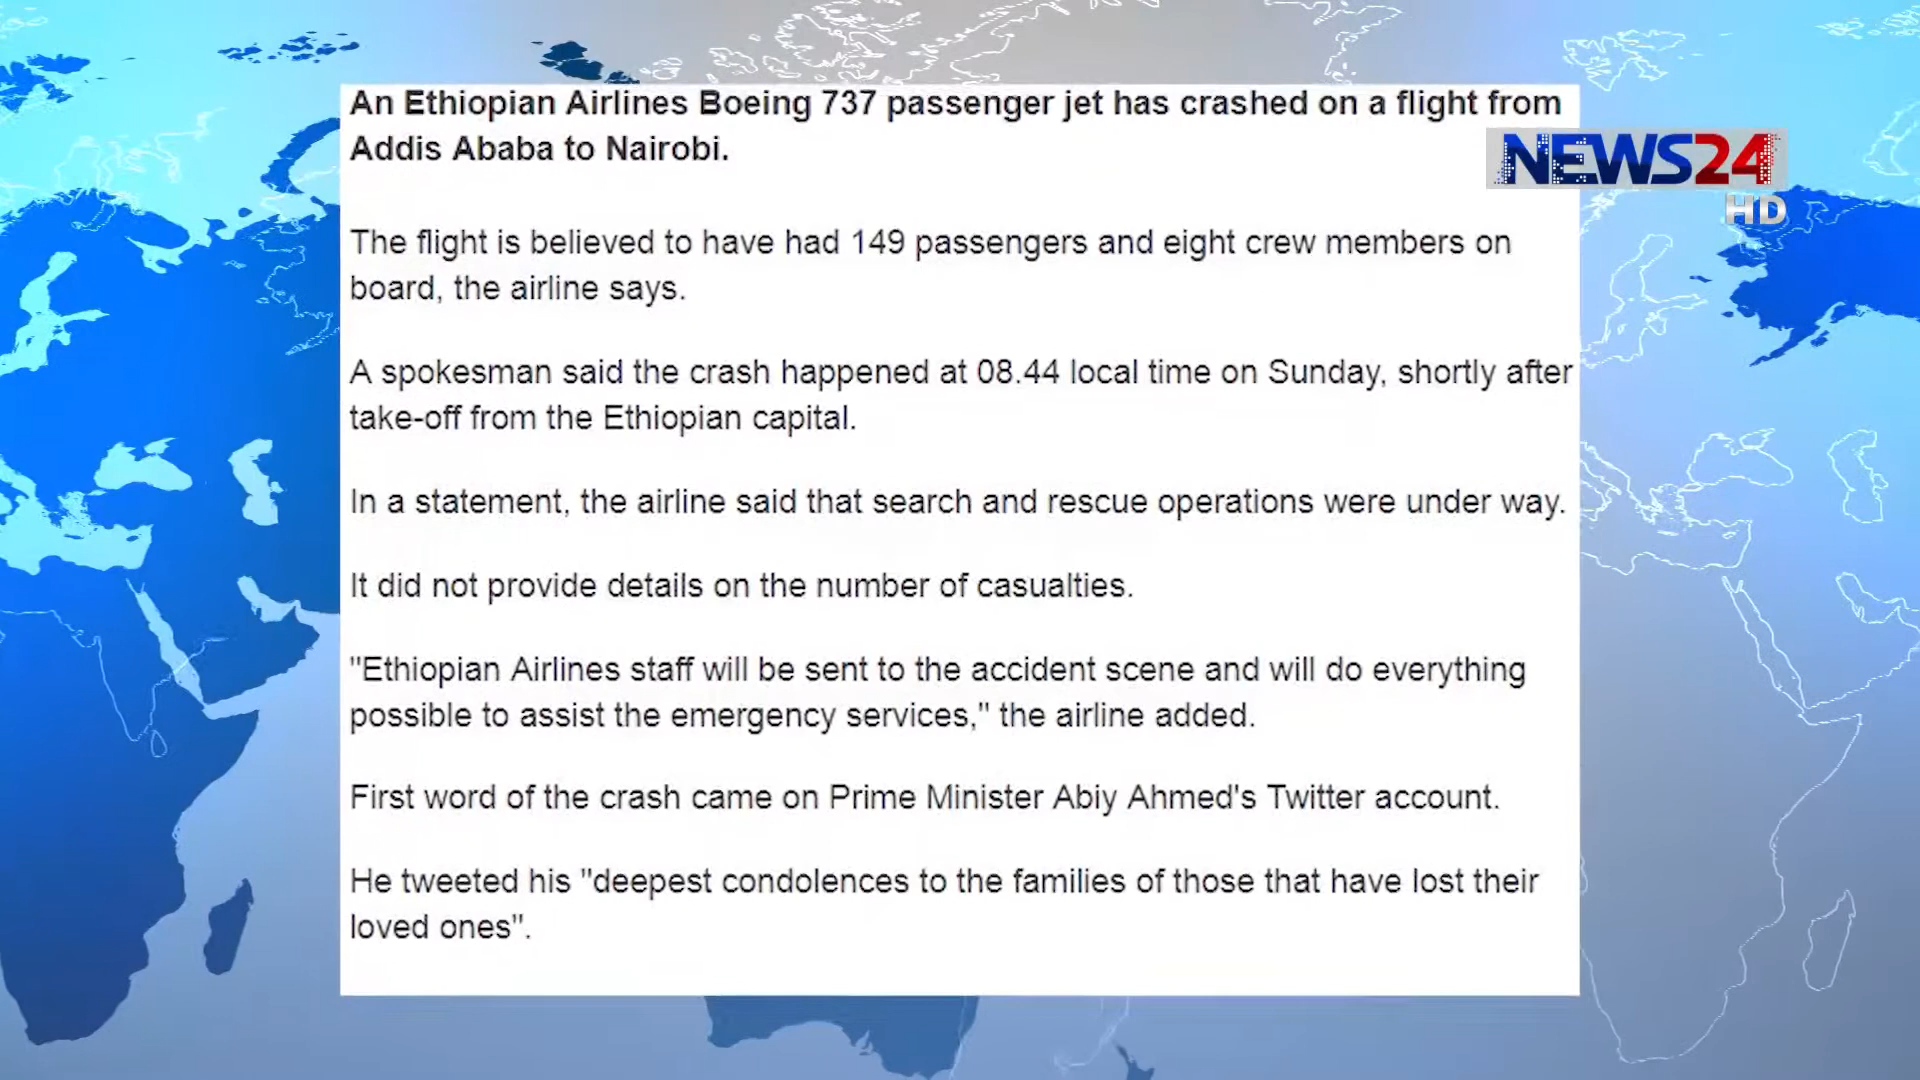 An Ethiopian Airlines Boeing 737 passenger jet has crashed on a flight from
Addis Ababa to Nairobi.
NEWS24
HD
The flight is believed to have had 149 passengers and eight crew members on
board, the airline says.
A spokesman said the crash happened at 08.44 local time on Sunday, shortly after
take-off from the Ethiopian capital.
In a statement, the airline said that search and rescue operations were under way.
It did not provide details on the number of casualties.
"Ethiopian Airlines staff will be sent to the accident scene and will do everything
possible to assist the emergency services," the airline added.
First word of the crash came on Prime Minister Abiy Ahmed's Twitter account.
He tweeted his "deepest condolences to the families of those that have lost their
loved ones".